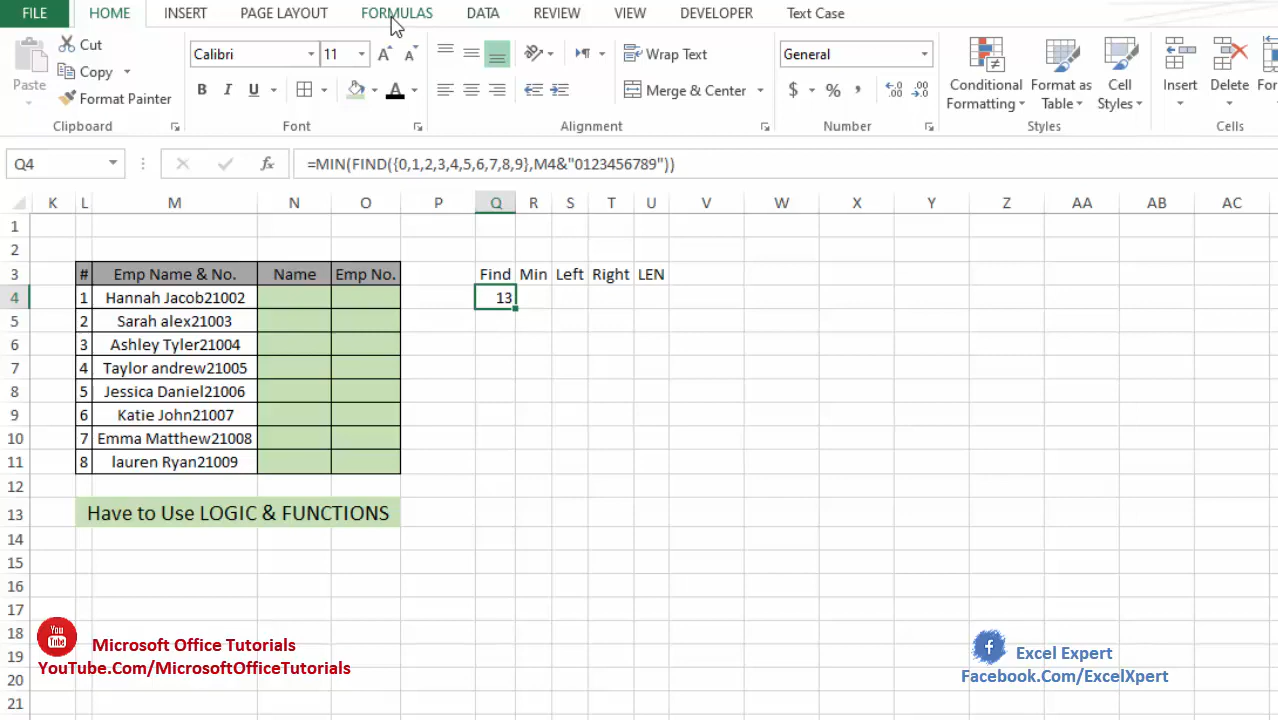 FILE HOME INSERT PAGE LAYOUT FORMULAS DATA REVIEW VIEW DEVELOPER Text Case
Paste Cut Copy Format Painter Clipboard
Calibri 11 B I U A Font
Wrap Text Merge & Center Alignment
General $ % , .00 .0 Number
Conditional Formatting Format as Table Cell Styles Styles
Insert Delete Cells
Q4 fx =MIN(FIND({0,1,2,3,4,5,6,7,8,9},M4&"0123456789"))
K L M N O P Q R S T U V W X Y Z AA AB AC
1
2
3 # Emp Name & No. Name Emp No. Find Min Left Right LEN
4 1 Hannah Jacob21002 13
5 2 Sarah alex21003
6 3 Ashley Tyler21004
7 4 Taylor andrew21005
8 5 Jessica Daniel21006
9 6 Katie John21007
10 7 Emma Matthew21008
11 8 lauren Ryan21009
12
13 Have to Use LOGIC & FUNCTIONS
14
15
16
17
18
19
20
21
You Tube Microsoft Office Tutorials
YouTube.Com/MicrosoftOfficeTutorials
f Excel Expert
Facebook.Com/ExcelXpert